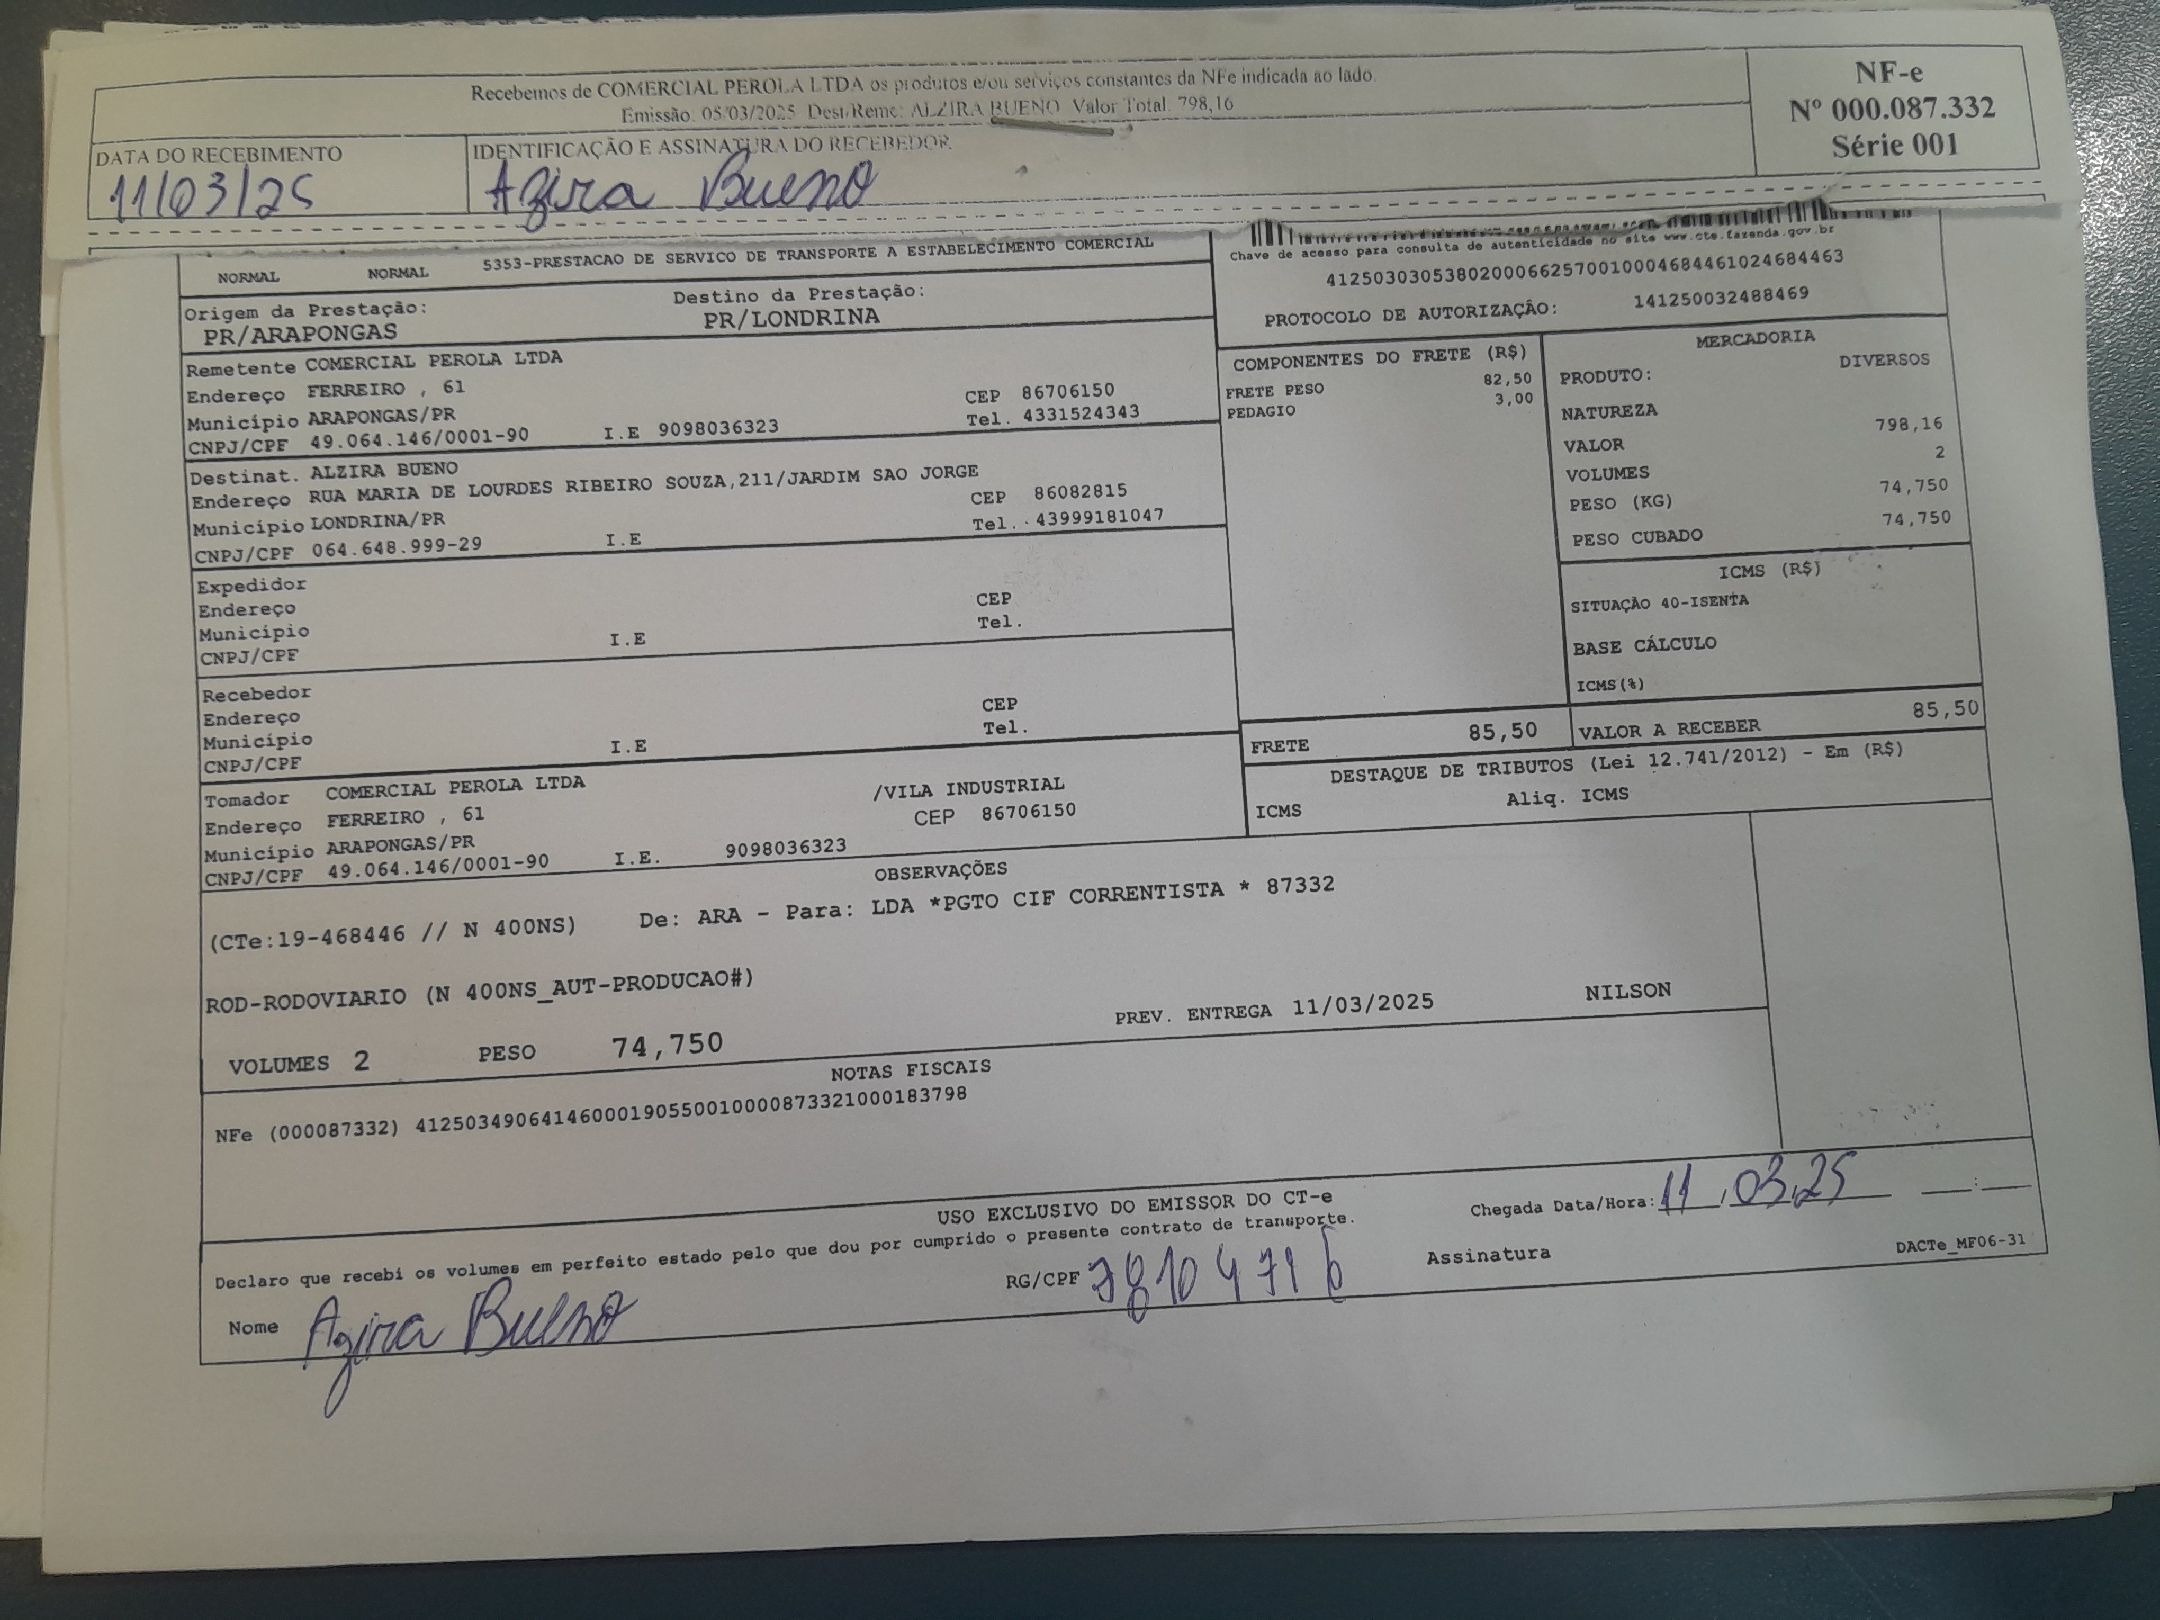 Recebemos de COMERCIAL PEROLA LTDA os produtos e/ou serviços constantes da NFe indicada ao lado.
Emissão: 05/03/2025 Dest/Reme: ALZIRA BUENO Valor Total: 798,16
NF-e
Nº 000.087.332
Série 001
DATA DO RECEBIMENTO
11/03/25
IDENTIFICAÇÃO E ASSINATURA DO RECEBEDOR
Azira Bueno
NORMAL NORMAL 5353-PRESTACAO DE SERVICO DE TRANSPORTE A ESTABELECIMENTO COMERCIAL
Chave de acesso para consulta de autenticidade no site www.cte.fazenda.gov.br
41250303053802000662570010004684461024684463
PROTOCOLO DE AUTORIZAÇÃO: 141250032488469
Origem da Prestação: Destino da Prestação:
PR/ARAPONGAS PR/LONDRINA
Remetente COMERCIAL PEROLA LTDA
Endereço FERREIRO , 61 CEP 86706150
Município ARAPONGAS/PR Tel. 4331524343
CNPJ/CPF 49.064.146/0001-90 I.E 9098036323
Destinat. ALZIRA BUENO
Endereço RUA MARIA DE LOURDES RIBEIRO SOUZA,211/JARDIM SAO JORGE
CEP 86082815
Município LONDRINA/PR Tel. 43999181047
CNPJ/CPF 064.648.999-29 I.E
Expedidor
Endereço CEP
Município Tel.
CNPJ/CPF I.E
Recebedor
Endereço CEP
Município Tel.
CNPJ/CPF I.E
Tomador COMERCIAL PEROLA LTDA /VILA INDUSTRIAL
Endereço FERREIRO , 61 CEP 86706150
Município ARAPONGAS/PR
CNPJ/CPF 49.064.146/0001-90 I.E. 9098036323
COMPONENTES DO FRETE (R$)
FRETE PESO 82,50
PEDAGIO 3,00
MERCADORIA
PRODUTO: DIVERSOS
NATUREZA
VALOR 798,16
VOLUMES 2
PESO (KG) 74,750
PESO CUBADO 74,750
ICMS (R$)
SITUAÇÃO 40-ISENTA
BASE CÁLCULO
ICMS(%)
FRETE 85,50 VALOR A RECEBER 85,50
DESTAQUE DE TRIBUTOS (Lei 12.741/2012) - Em (R$)
ICMS Aliq. ICMS
OBSERVAÇÕES
(CTe:19-468446 // N 400NS) De: ARA - Para: LDA *PGTO CIF CORRENTISTA * 87332
ROD-RODOVIARIO (N 400NS_AUT-PRODUCAO#)
PREV. ENTREGA 11/03/2025 NILSON
VOLUMES 2 PESO 74,750
NOTAS FISCAIS
NFe (000087332) 41250349064146000190550010000873321000183798
USO EXCLUSIVO DO EMISSOR DO CT-e
Chegada Data/Hora: 11 , 03,25 :
Declaro que recebi os volumes em perfeito estado pelo que dou por cumprido o presente contrato de transporte.
Nome Azira Bueno RG/CPF 78104716 Assinatura
DACTe_MF06-31